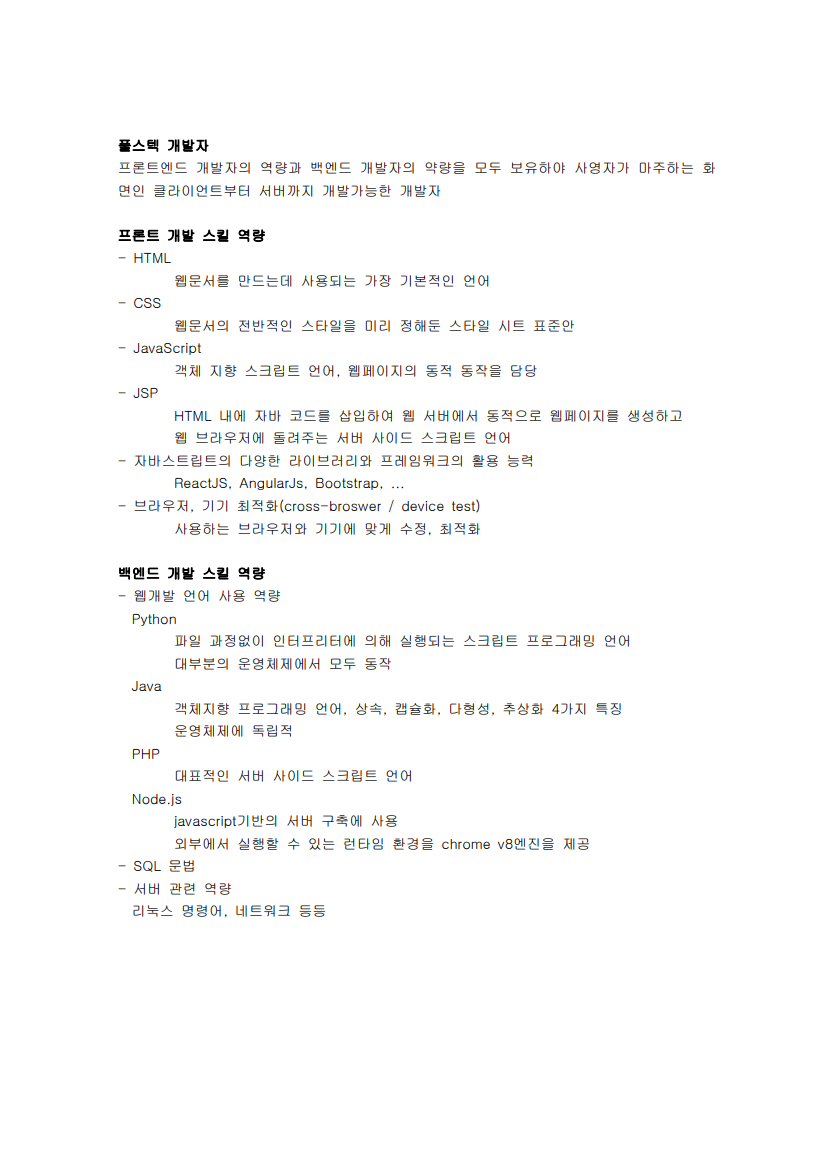 풀스텍 개발자
프론트엔드 개발자의 역량과 백엔드 개발자의 약량을 모두 보유하야 사영자가 마주하는 화
면인 클라이언트부터 서버까지 개발가능한 개발자
프론트 개발 스킬 역량
- HTML
웹문서를 만드는데 사용되는 가장 기본적인 언어
- CSS
웹문서의 전반적인 스타일을 미리 정해둔 스타일 시트 표준안
- JavaScript
객체 지향 스크립트 언어, 웹페이지의 동적 동작을 담당
- JSP
HTML 내에 자바 코드를 삽입하여 웹 서버에서 동적으로 웹페이지를 생성하고
웹 브라우저에 돌려주는 서버 사이드 스크립트 언어
- 자바스트립트의 다양한 라이브러리와 프레임워크의 활용 능력
ReactJS, AngularJs, Bootstrap, ...
- 브라우저, 기기 최적화(cross-broswer / device test)
사용하는 브라우저와 기기에 맞게 수정, 최적화
백엔드 개발 스킬 역량
- 웹개발 언어 사용 역량
Python
파일 과정없이 인터프리터에 의해 실행되는 스크립트 프로그래밍 언어
대부분의 운영체제에서 모두 동작
Java
객체지향 프로그래밍 언어, 상속, 캡슐화, 다형성, 추상화 4가지 특징
운영체제에 독립적
PHP
대표적인 서버 사이드 스크립트 언어
Node.js
javascript기반의 서버 구축에 사용
외부에서 실행할 수 있는 런타임 환경을 chrome v8엔진을 제공
- SQL 문법
- 서버 관련 역량
리눅스 명령어, 네트워크 등등